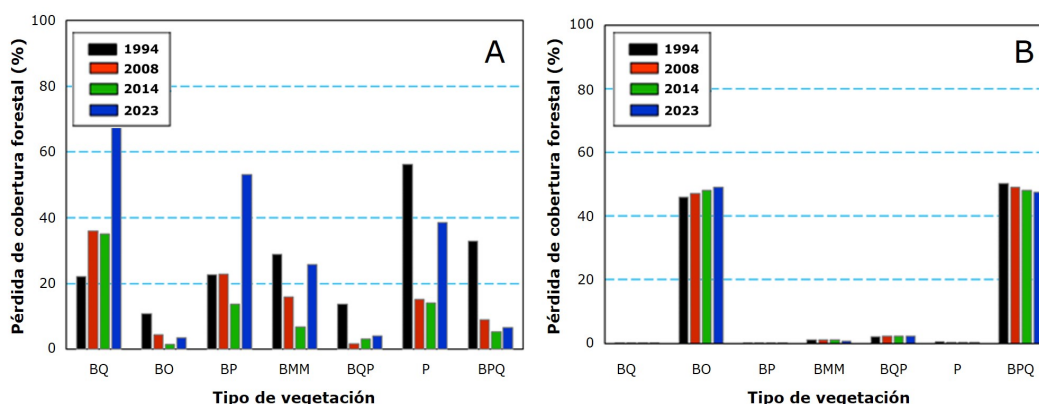 A
Pérdida de cobertura forestal (%)
100
80
60
40
20
0
1994
2008
2014
2023
BQ BO BP BMM BQP P BPQ
Tipo de vegetación
B
Pérdida de cobertura forestal (%)
100
80
60
40
20
0
1994
2008
2014
2023
BQ BO BP BMM BQP P BPQ
Tipo de vegetación